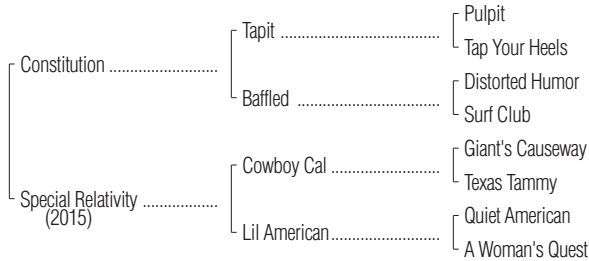 Pulpit
Tapit ........................................
Tap Your Heels
Constitution ...........................
Distorted Humor
Baffled ....................................
Surf Club
Giant's Causeway
Cowboy Cal ...........................
Texas Tammy
Special Relativity ..................
(2015)
Quiet American
Lil American...........................
A Woman's Quest